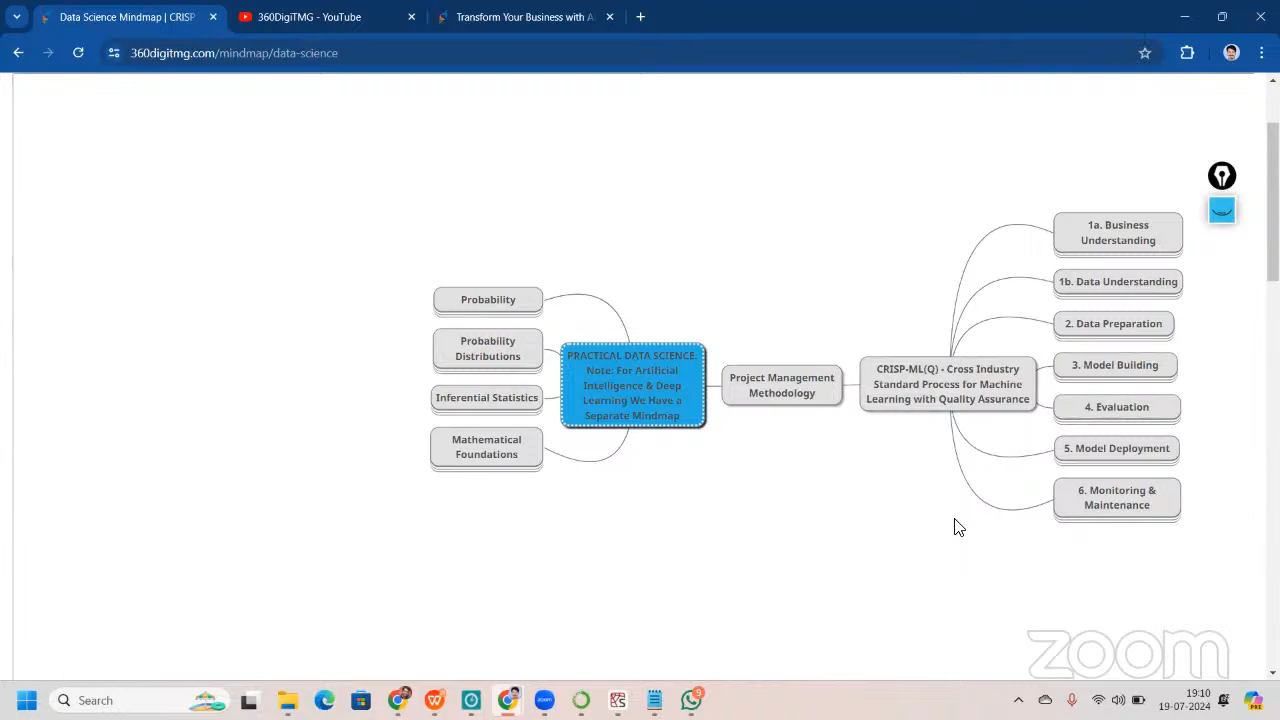 Data Science Mindmap | CRISP
360DigiTMG - YouTube
Transform Your Business with A
360digitmg.com/mindmap/data-science
1a. Business
Understanding
1b. Data Understanding
2. Data Preparation
3. Model Building
4. Evaluation
5. Model Deployment
6. Monitoring &
Maintenance
Probability
Probability
Distributions
Inferential Statistics
Mathematical
Foundations
PRACTICAL DATA SCIENCE.
Note: For Artificial
Intelligence & Deep
Learning We Have a
Separate Mindmap
Project Management
Methodology
CRISP-ML(Q) - Cross Industry
Standard Process for Machine
Learning with Quality Assurance
zoom
Search
9
19:10
19-07-2024
PRE